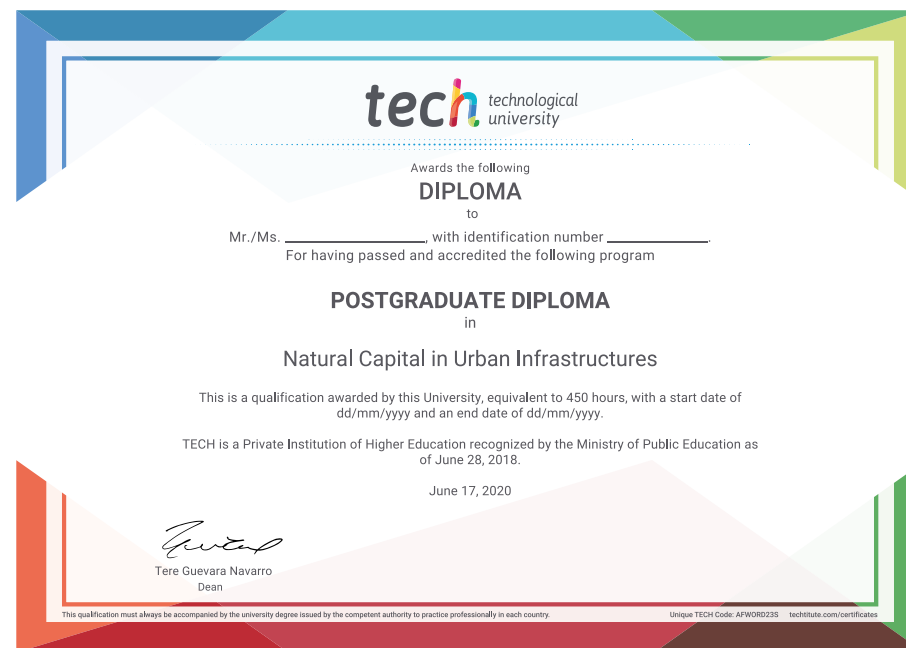 tech technological
university
Awards the following
DIPLOMA
to
Mr./Ms. ____________________, with identification number ______________.
For having passed and accredited the following program
POSTGRADUATE DIPLOMA
in
Natural Capital in Urban Infrastructures
This is a qualification awarded by this University, equivalent to 450 hours, with a start date of
dd/mm/yyyy and an end date of dd/mm/yyyy.
TECH is a Private Institution of Higher Education recognized by the Ministry of Public Education as
of June 28, 2018.
June 17, 2020
Tere Guevara Navarro
Dean
This qualification must always be accompanied by the university degree issued by the competent authority to practice professionally in each country. Unique TECH Code: AFWORD23S techtitute.com/certificates